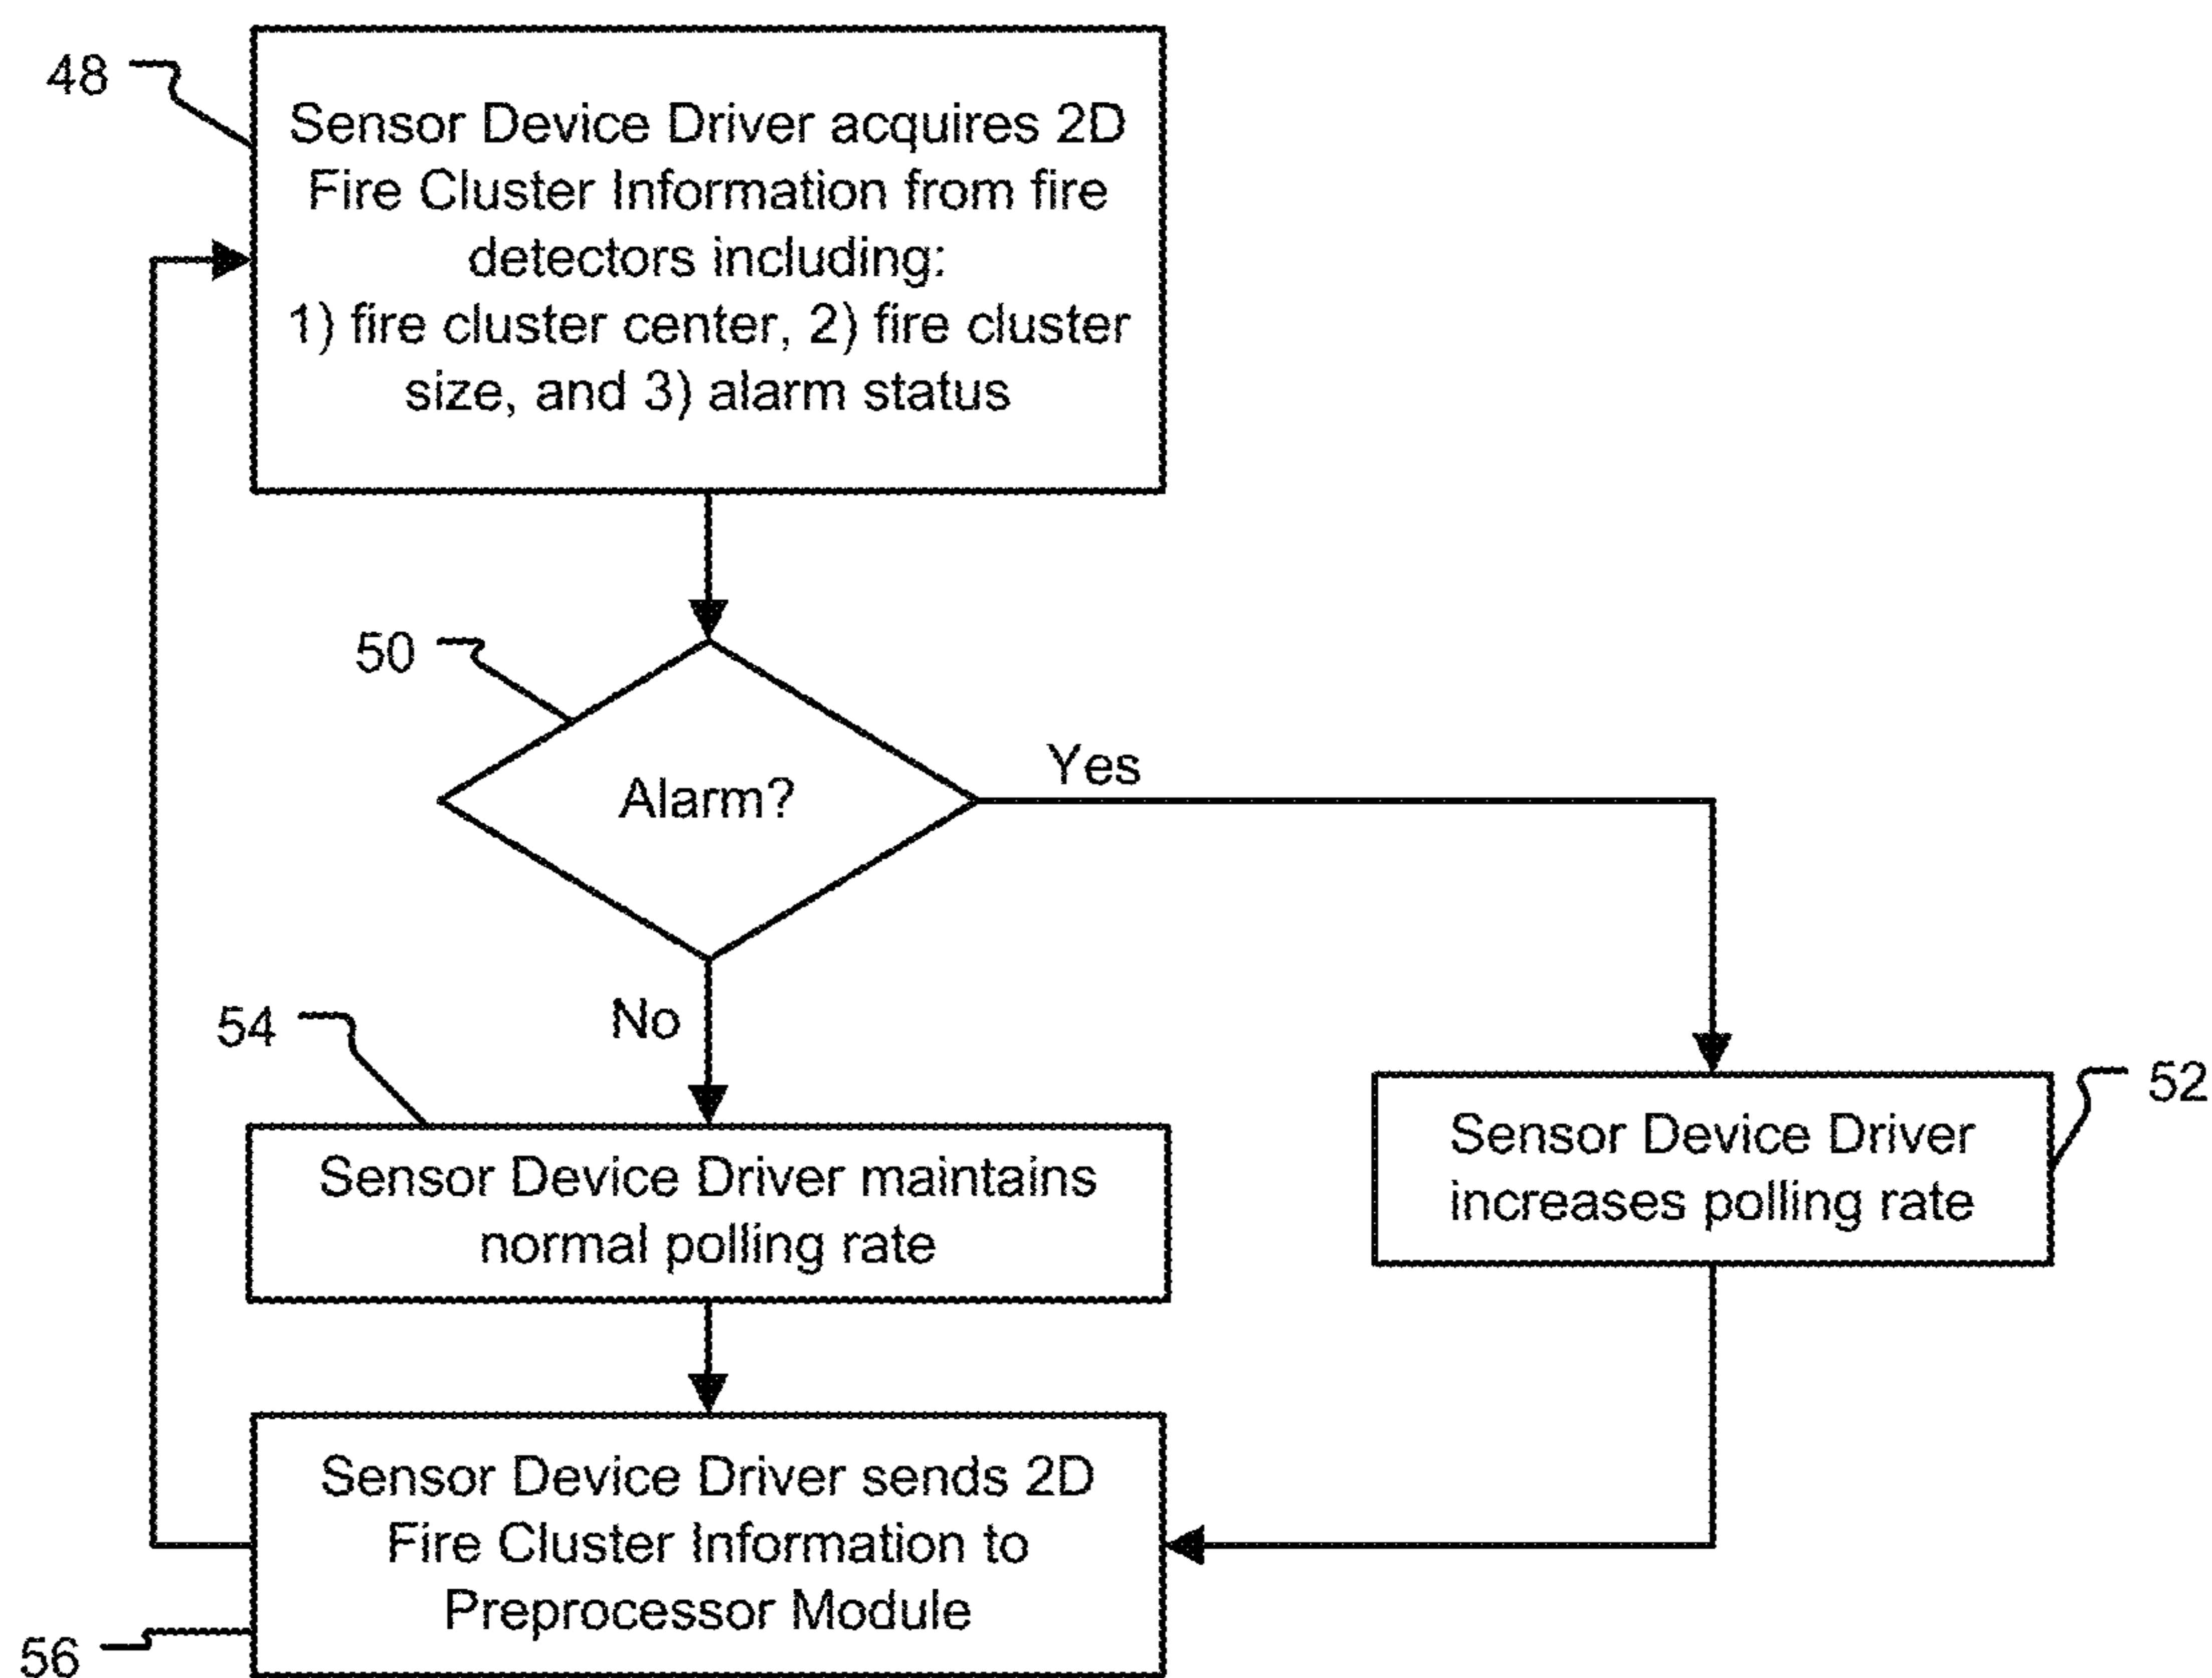 48
Sensor Device Driver acquires 2D
Fire Cluster Information from fire
detectors including:
1) fire cluster center, 2) fire cluster
size, and 3) alarm status
50
Alarm?
Yes
No
54
Sensor Device Driver maintains
normal polling rate
52
Sensor Device Driver
increases polling rate
Sensor Device Driver sends 2D
Fire Cluster Information to
Preprocessor Module
56